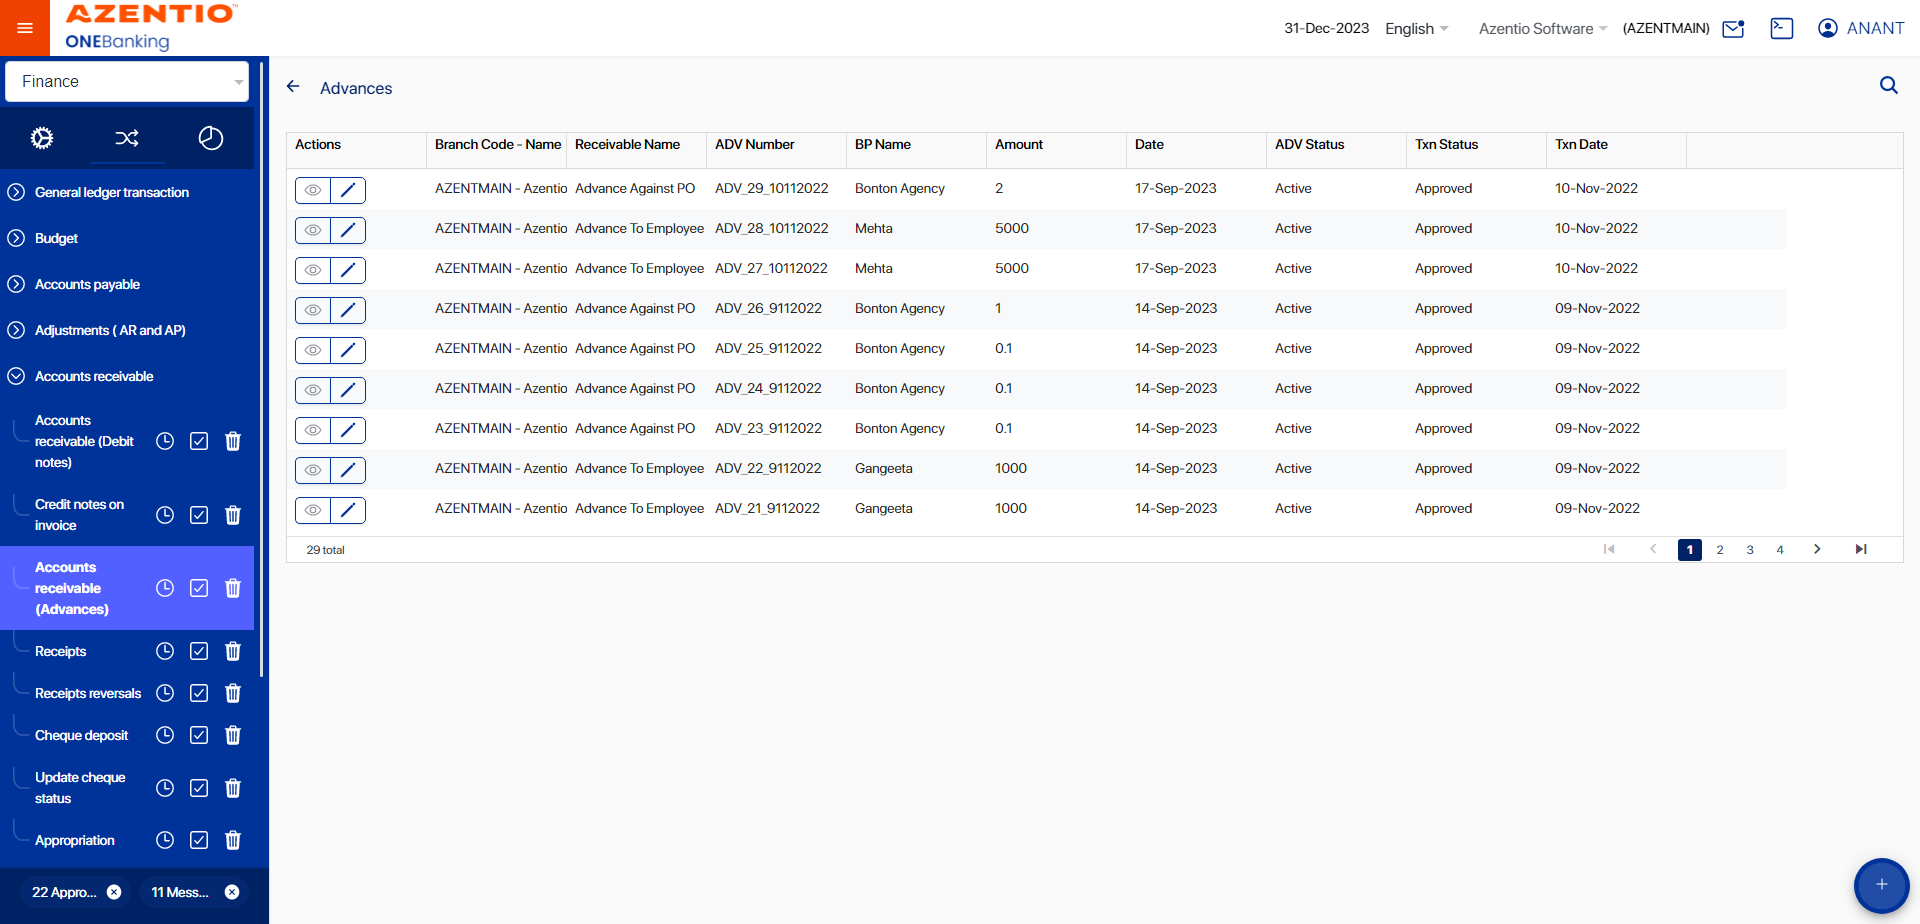 AZENTIO™
ONEBanking
31-Dec-2023 English Azentio Software (AZENTMAIN) ANANT
Finance
General ledger transaction
Budget
Accounts payable
Adjustments ( AR and AP)
Accounts receivable
Accounts
receivable (Debit
notes)
Credit notes on
invoice
Accounts
receivable
(Advances)
Receipts
Receipts reversals
Cheque deposit
Update cheque
status
Appropriation
22 Appro... 11 Mess...
Advances
Actions Branch Code - Name Receivable Name ADV Number BP Name Amount Date ADV Status Txn Status Txn Date
AZENTMAIN - Azentio Advance Against PO ADV_29_10112022 Bonton Agency 2 17-Sep-2023 Active Approved 10-Nov-2022
AZENTMAIN - Azentio Advance To Employee ADV_28_10112022 Mehta 5000 17-Sep-2023 Active Approved 10-Nov-2022
AZENTMAIN - Azentio Advance To Employee ADV_27_10112022 Mehta 5000 17-Sep-2023 Active Approved 10-Nov-2022
AZENTMAIN - Azentio Advance Against PO ADV_26_9112022 Bonton Agency 1 14-Sep-2023 Active Approved 09-Nov-2022
AZENTMAIN - Azentio Advance Against PO ADV_25_9112022 Bonton Agency 0.1 14-Sep-2023 Active Approved 09-Nov-2022
AZENTMAIN - Azentio Advance Against PO ADV_24_9112022 Bonton Agency 0.1 14-Sep-2023 Active Approved 09-Nov-2022
AZENTMAIN - Azentio Advance Against PO ADV_23_9112022 Bonton Agency 0.1 14-Sep-2023 Active Approved 09-Nov-2022
AZENTMAIN - Azentio Advance To Employee ADV_22_9112022 Gangeeta 1000 14-Sep-2023 Active Approved 09-Nov-2022
AZENTMAIN - Azentio Advance To Employee ADV_21_9112022 Gangeeta 1000 14-Sep-2023 Active Approved 09-Nov-2022
29 total 1 2 3 4